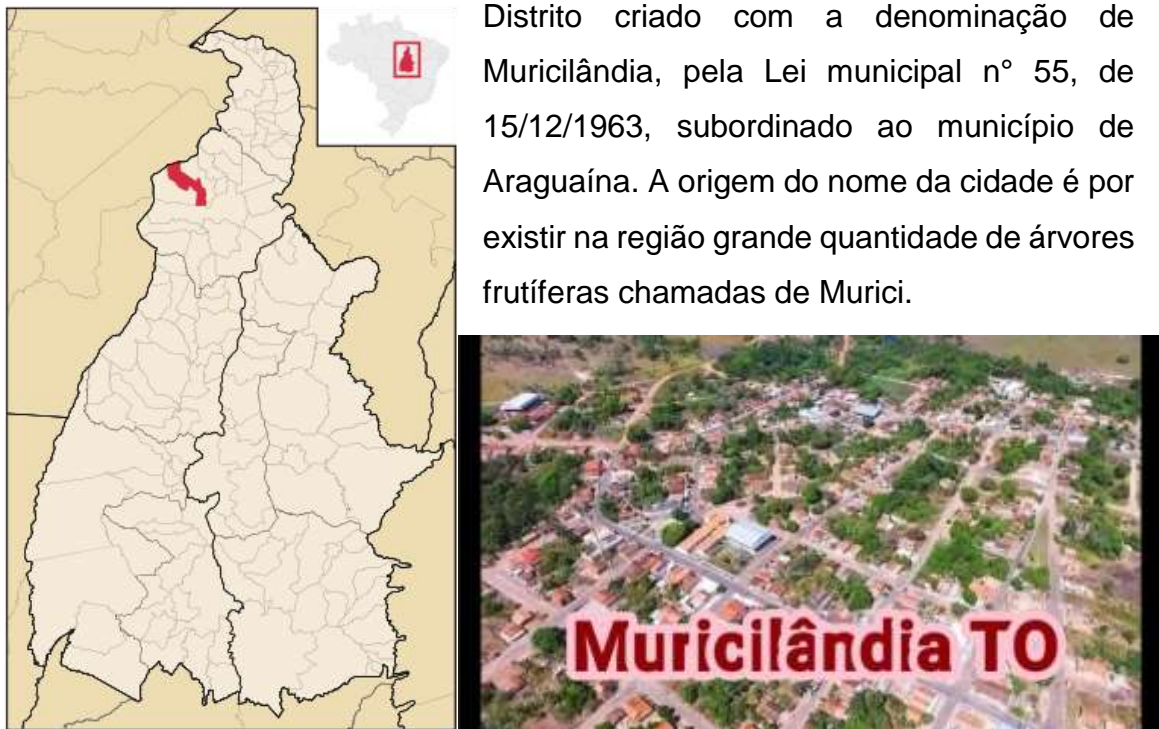 Distrito criado com a denominação de
Muricilândia, pela Lei municipal n° 55, de
15/12/1963, subordinado ao município de
Araguaína. A origem do nome da cidade é por
existir na região grande quantidade de árvores
frutíferas chamadas de Murici.
Muricilândia TO